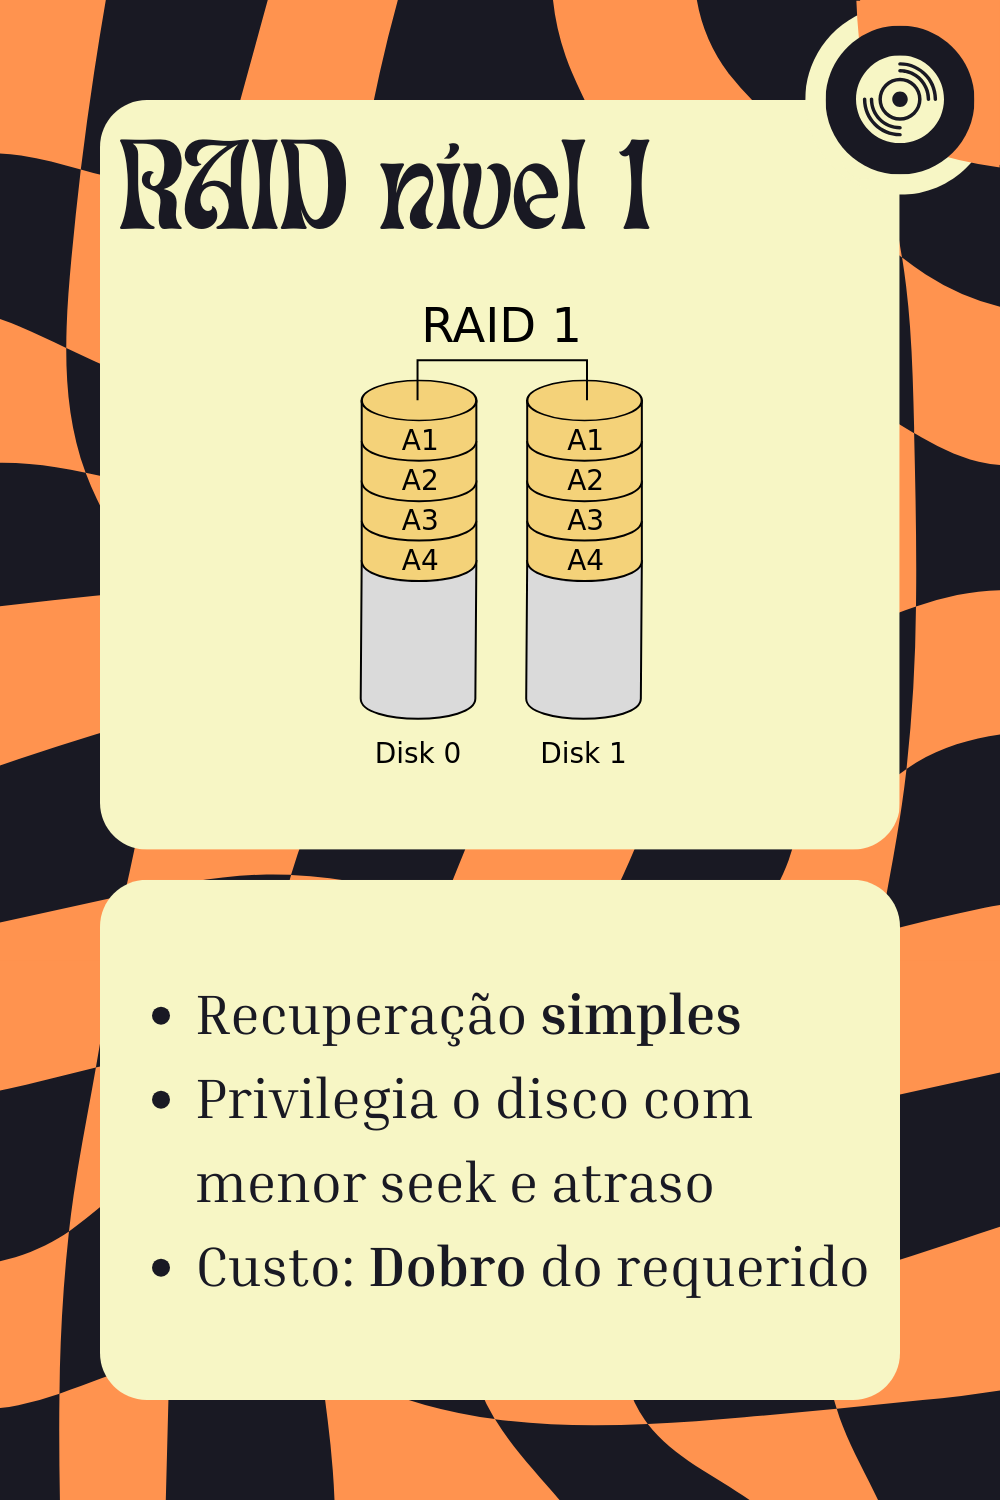 RAID nível 1
RAID 1
A1 A1
A2 A2
A3 A3
A4 A4
Disk 0 Disk 1
• Recuperação simples
• Privilegia o disco com
menor seek e atraso
• Custo: Dobro do requerido